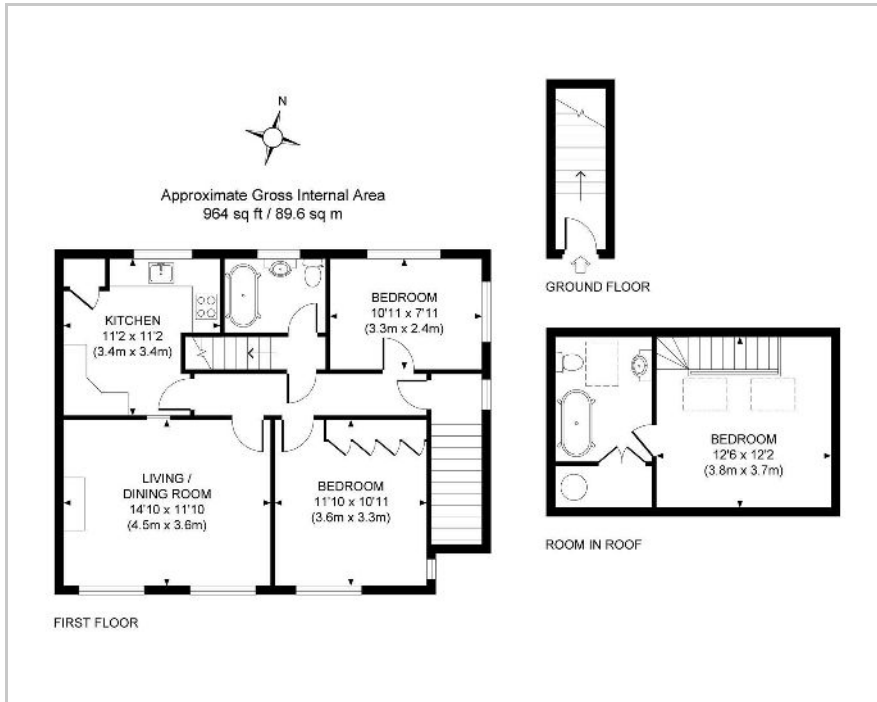 N
Approximate Gross Internal Area
964 sq ft / 89.6 sq m
GROUND FLOOR
KITCHEN
11'2 x 11'2
(3.4m x 3.4m)
BEDROOM
10'11 x 7'11
(3.3m x 2.4m)
LIVING /
DINING ROOM
14'10 x 11'10
(4.5m x 3.6m)
BEDROOM
11'10 x 10'11
(3.6m x 3.3m)
FIRST FLOOR
BEDROOM
12'6 x 12'2
(3.8m x 3.7m)
ROOM IN ROOF